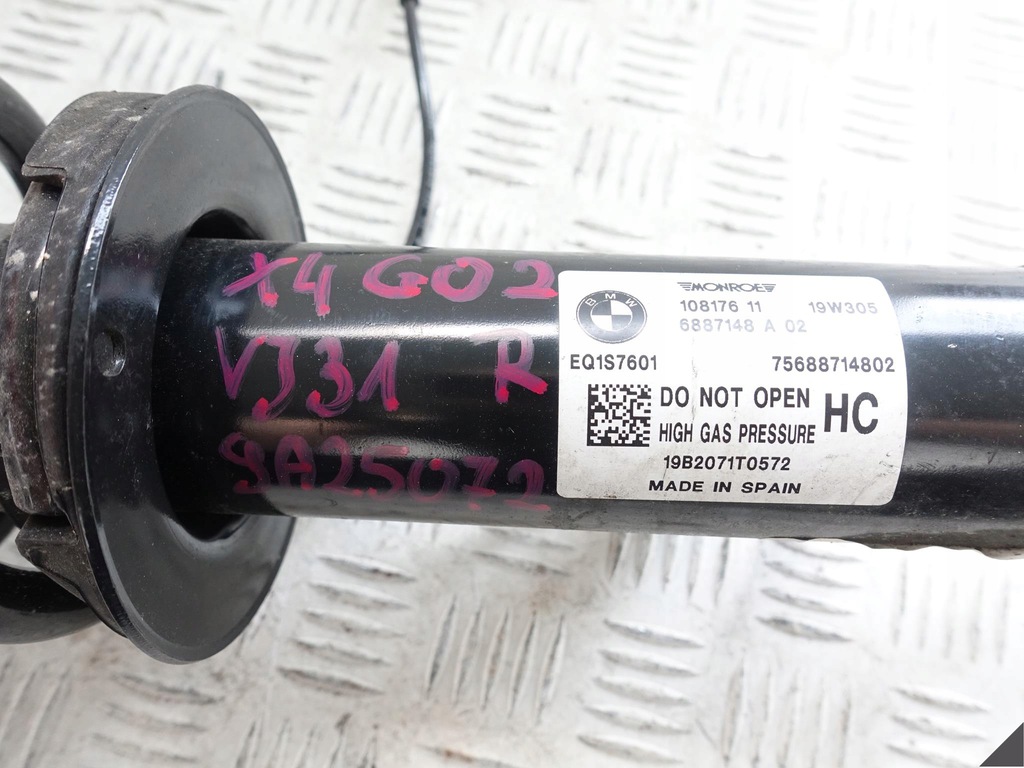 X4 G02
VJ31 R
9A25072
BMW
MONROE
108176 11 19W305
6887148 A 02
EQ1S7601 75688714802
DO NOT OPEN
HIGH GAS PRESSURE
HC
19B2071T0572
MADE IN SPAIN